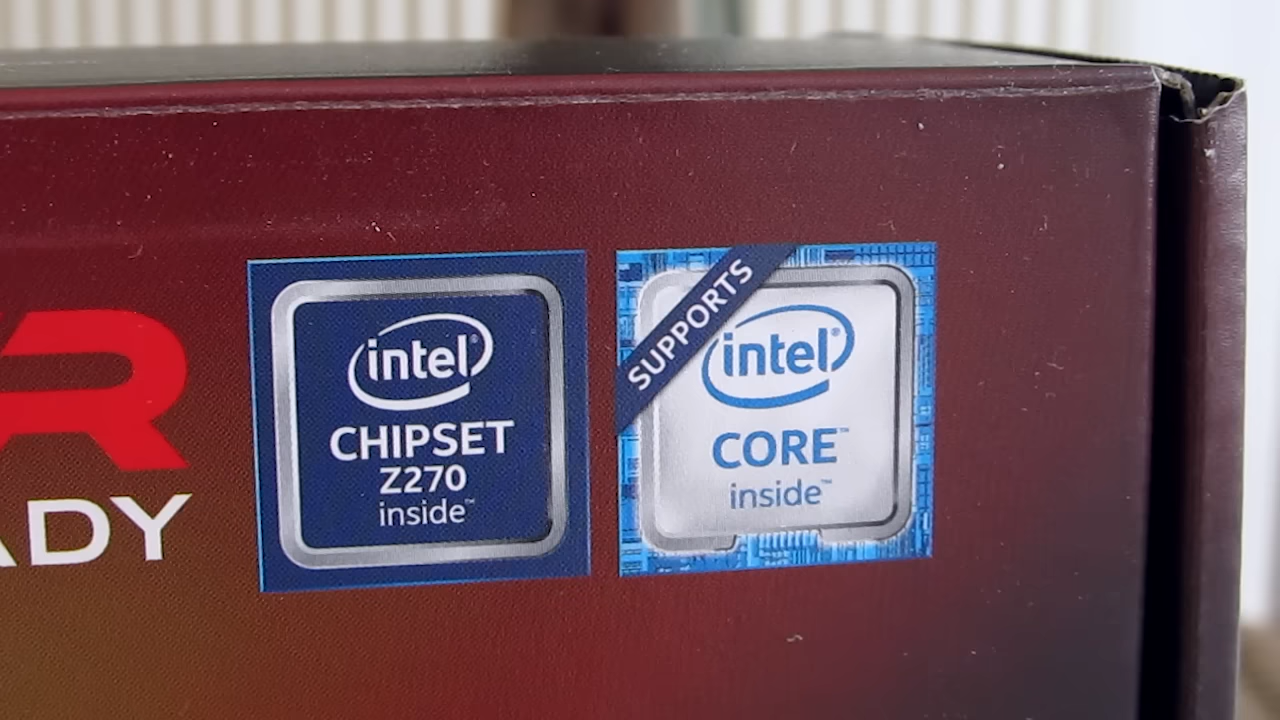 R
ADY
intel®
CHIPSET
Z270
inside™
SUPPORTS
intel®
CORE™
inside™